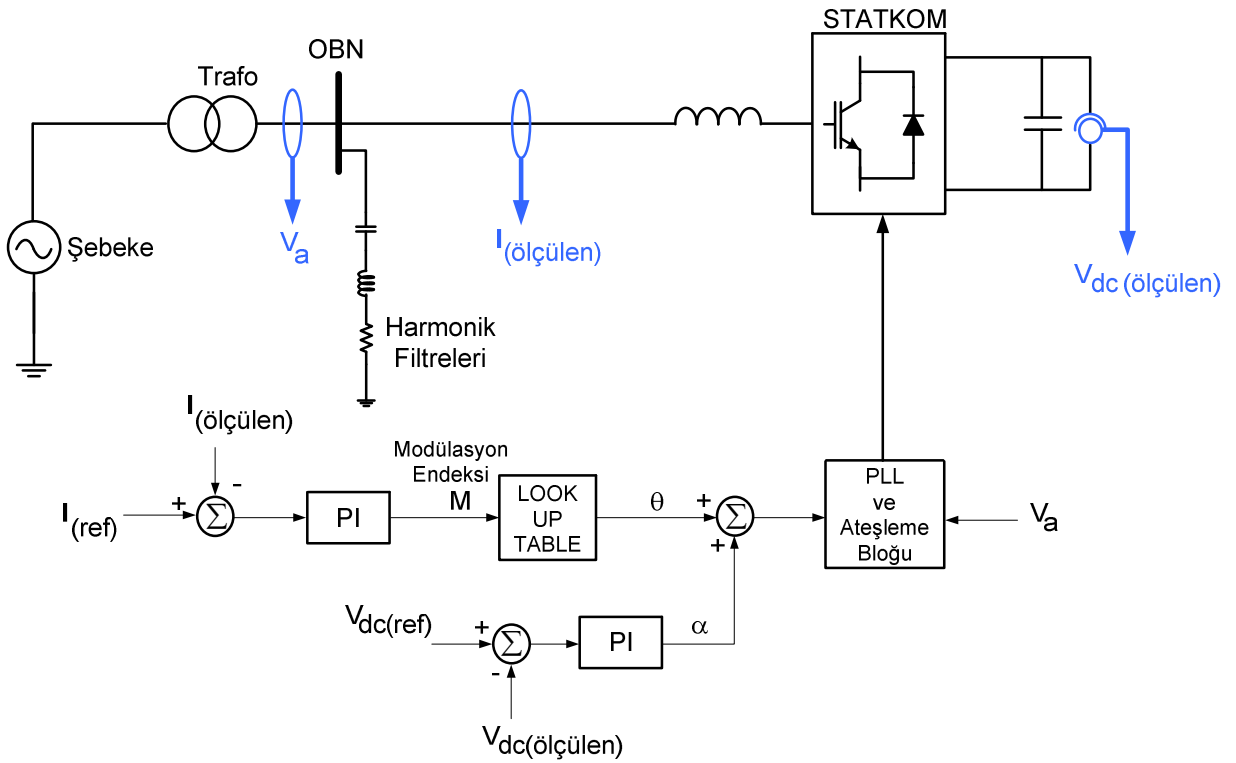 STATKOM
OBN
Trafo
Şebeke
Va
I(ölçülen)
Vdc (ölçülen)
Harmonik
Filtreleri
I(ölçülen)
+
-
I(ref)
Σ
PI
Modülasyon
Endeksi
M
LOOK
UP
TABLE
θ
+
+
Σ
PLL
ve
Ateşleme
Bloğu
Va
Vdc(ref)
+
-
Σ
PI
α
Vdc(ölçülen)